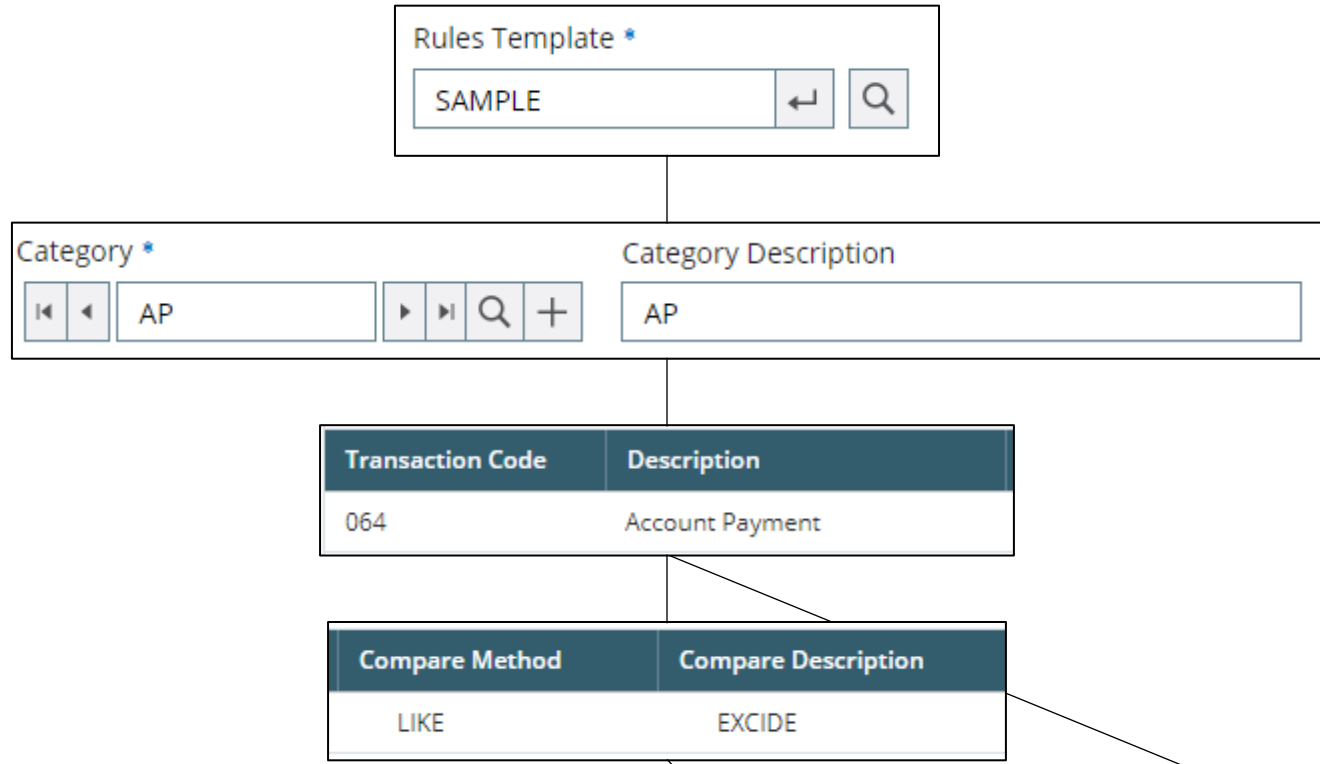 Rules Template *
SAMPLE
Category * Category Description
AP AP
Transaction Code Description
064 Account Payment
Compare Method Compare Description
LIKE EXCIDE